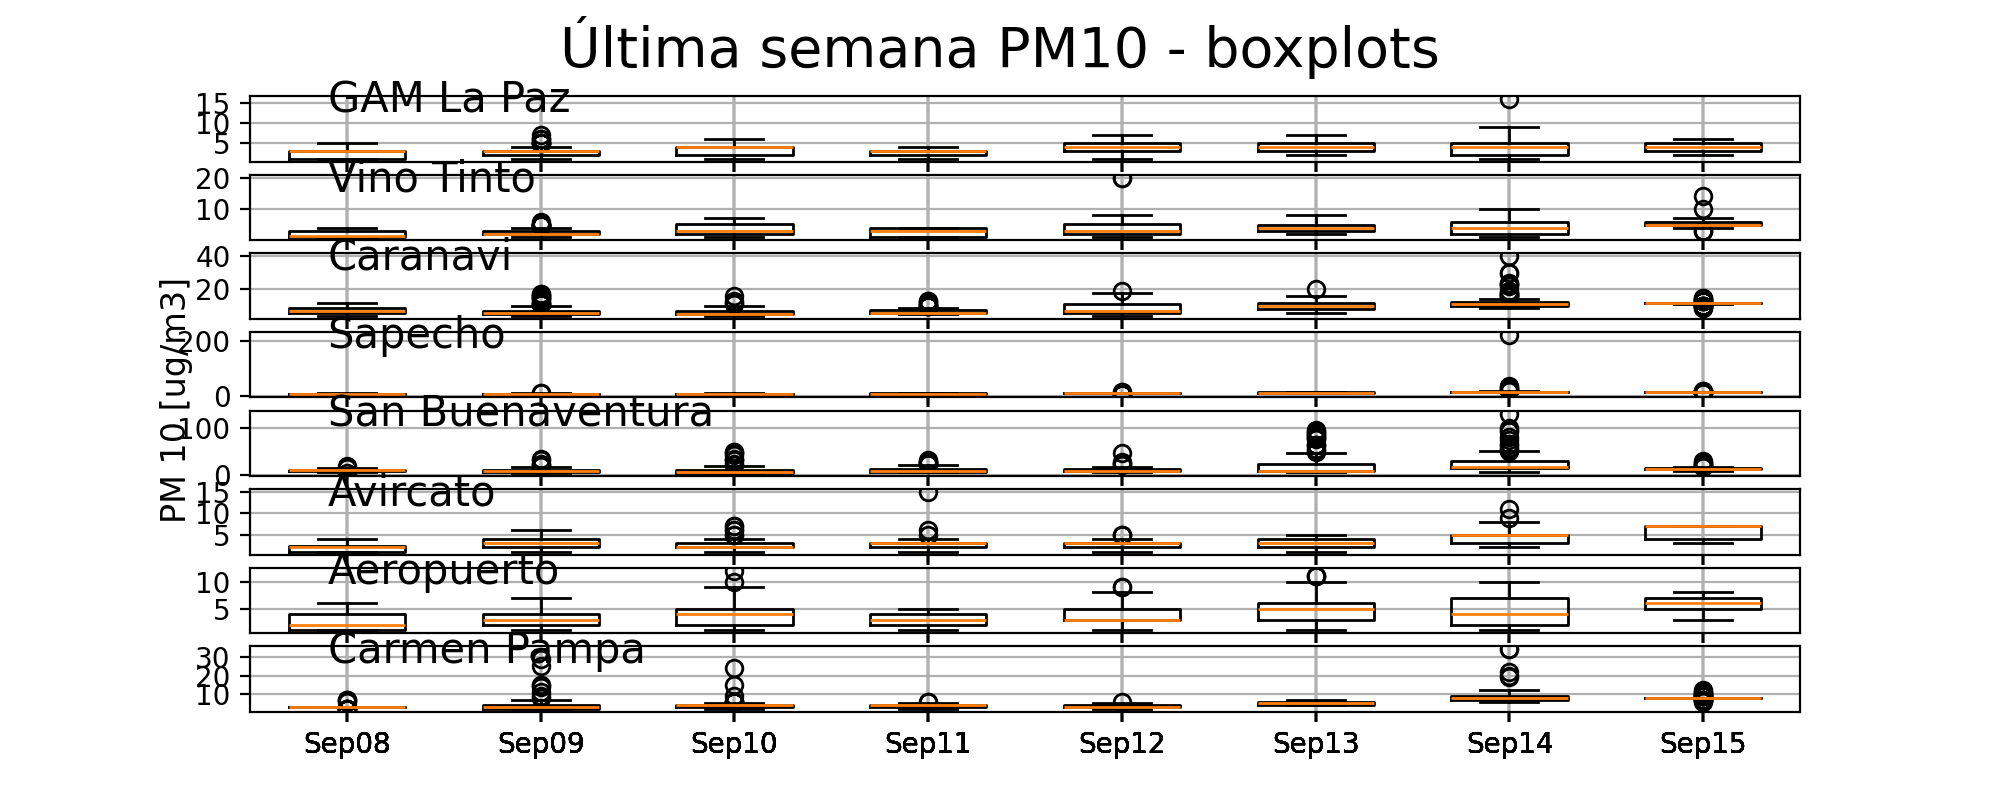 Última semana PM10 - boxplots
PM 10 [ug/m3]
GAM La Paz
15
10
5
Vino Tinto
20
10
Caranavi
40
20
Sapecho
200
0
San Buenaventura
100
0
Avircato
15
10
5
Aeropuerto
10
5
Carmen Pampa
30
20
10
Sep08 Sep09 Sep10 Sep11 Sep12 Sep13 Sep14 Sep15